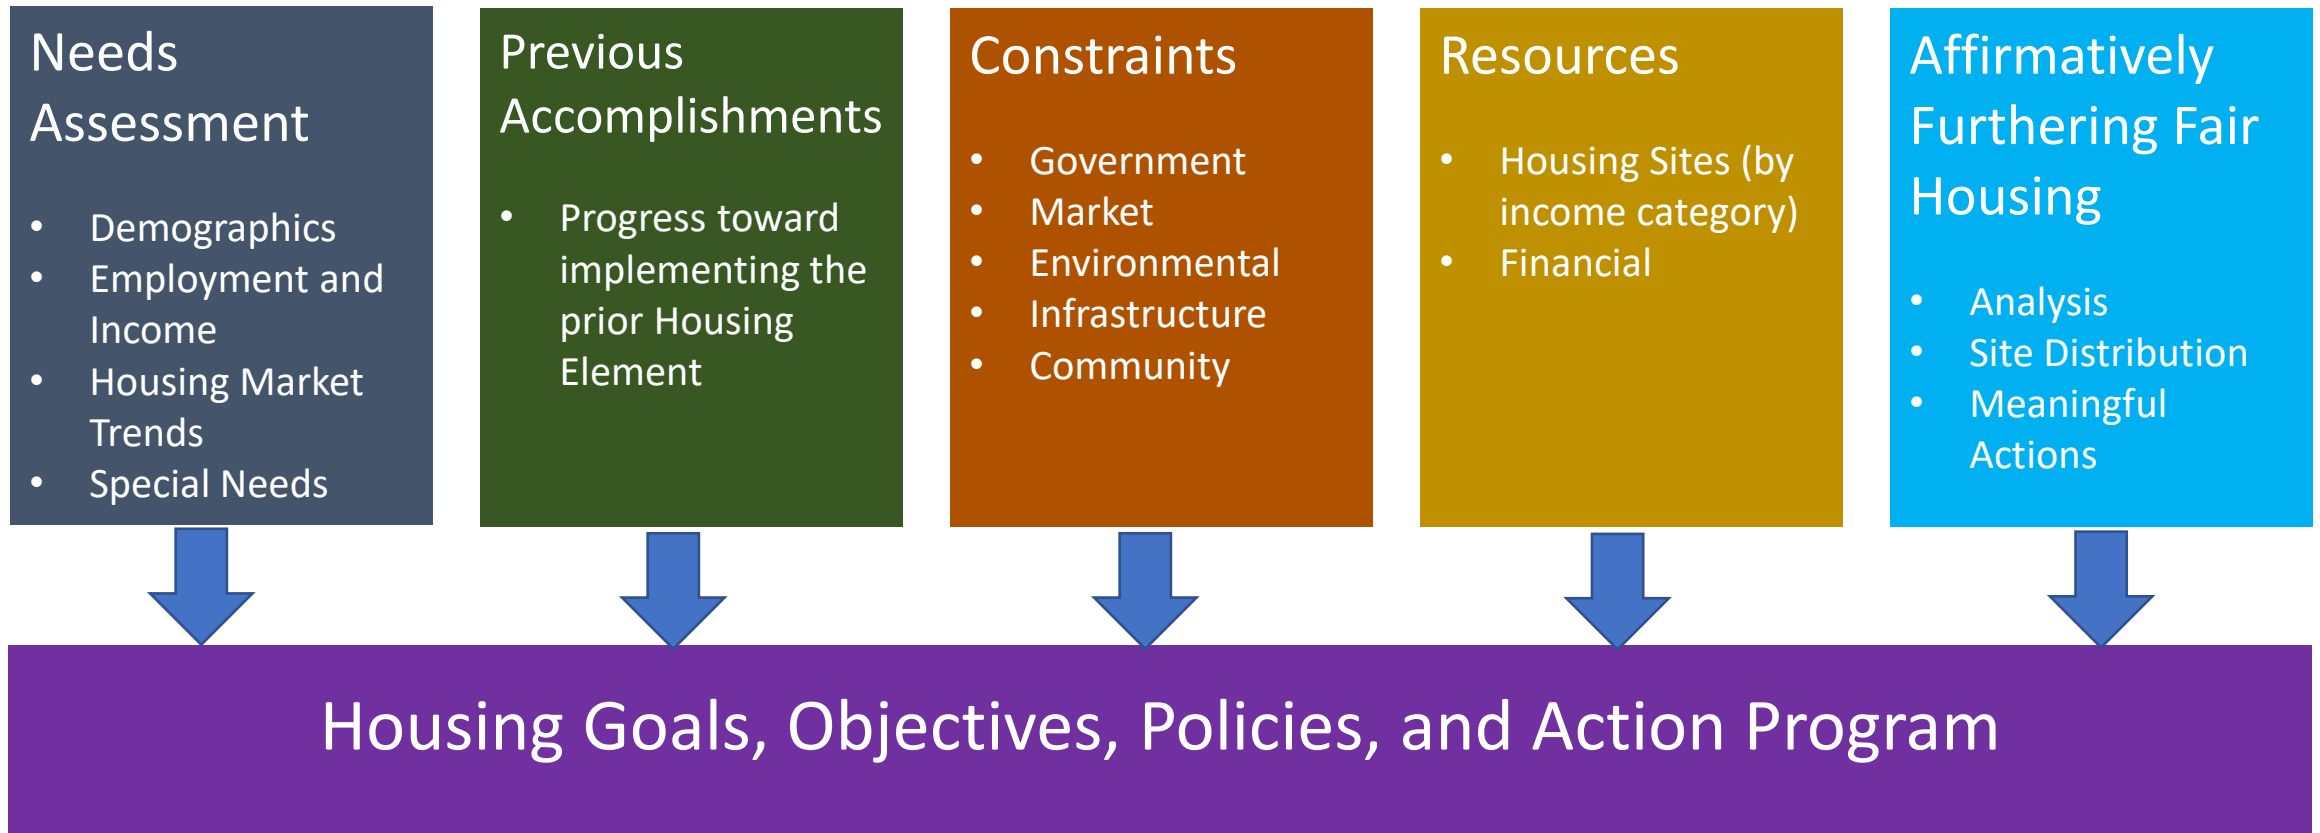 Needs
Assessment
• Demographics
• Employment and
Income
• Housing Market
Trends
• Special Needs
Previous
Accomplishments
• Progress toward
implementing the
prior Housing
Element
Constraints
• Government
• Market
• Environmental
• Infrastructure
• Community
Resources
• Housing Sites (by
income category)
• Financial
Affirmatively
Furthering Fair
Housing
• Analysis
• Site Distribution
• Meaningful
Actions
Housing Goals, Objectives, Policies, and Action Program